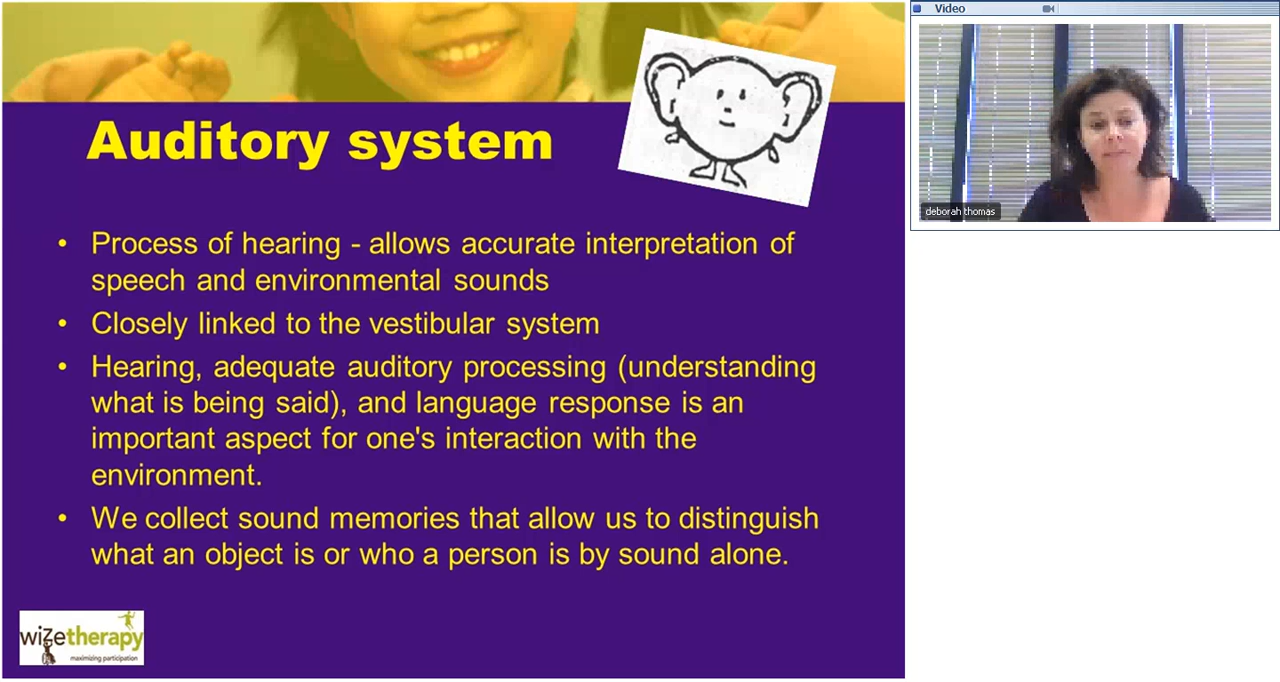 Video
Auditory system
deborah thomas
• Process of hearing - allows accurate interpretation of
speech and environmental sounds
• Closely linked to the vestibular system
• Hearing, adequate auditory processing (understanding
what is being said), and language response is an
important aspect for one's interaction with the
environment.
• We collect sound memories that allow us to distinguish
what an object is or who a person is by sound alone.
wizetherapy
maximizing participation